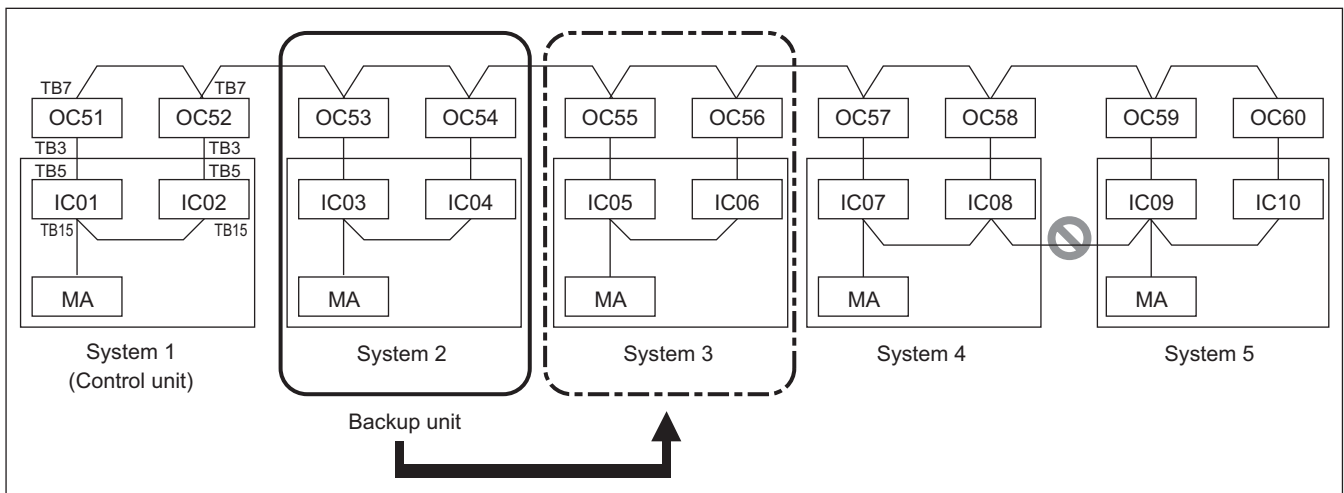 TB7 TB7
OC51 OC52 OC53 OC54 OC55 OC56 OC57 OC58 OC59 OC60
TB3 TB3
TB5 TB5
IC01 IC02 IC03 IC04 IC05 IC06 IC07 IC08 IC09 IC10
TB15 TB15
MA MA MA MA MA
System 1 System 2 System 3 System 4 System 5
(Control unit)
Backup unit